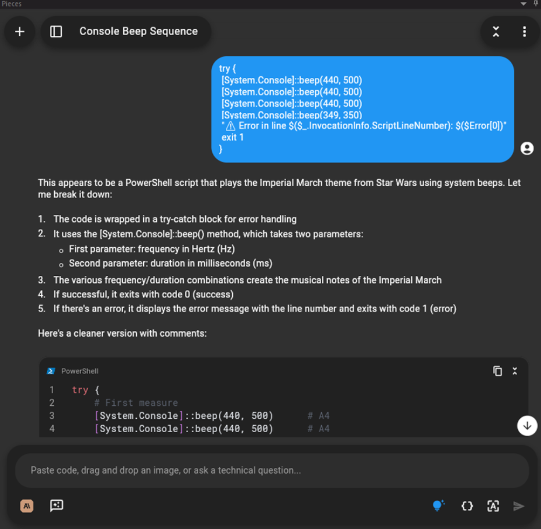 Pieces
Console Beep Sequence
try {
[System.Console]::beep(440, 500)
[System.Console]::beep(440, 500)
[System.Console]::beep(440, 500)
[System.Console]::beep(349, 350)
"⚠ Error in line $($_.InvocationInfo.ScriptLineNumber): $($Error[0])"
exit 1
}
This appears to be a PowerShell script that plays the Imperial March theme from Star Wars using system beeps. Let
me break it down:
1. The code is wrapped in a try-catch block for error handling
2. It uses the [System.Console]::beep() method, which takes two parameters:
○ First parameter: frequency in Hertz (Hz)
○ Second parameter: duration in milliseconds (ms)
3. The various frequency/duration combinations create the musical notes of the Imperial March
4. If successful, it exits with code 0 (success)
5. If there's an error, it displays the error message with the line number and exits with code 1 (error)
Here's a cleaner version with comments:
PowerShell
1 try {
2 # First measure
3 [System.Console]::beep(440, 500) # A4
4 [System.Console]::beep(440, 500) # A4
Paste code, drag and drop an image, or ask a technical question...